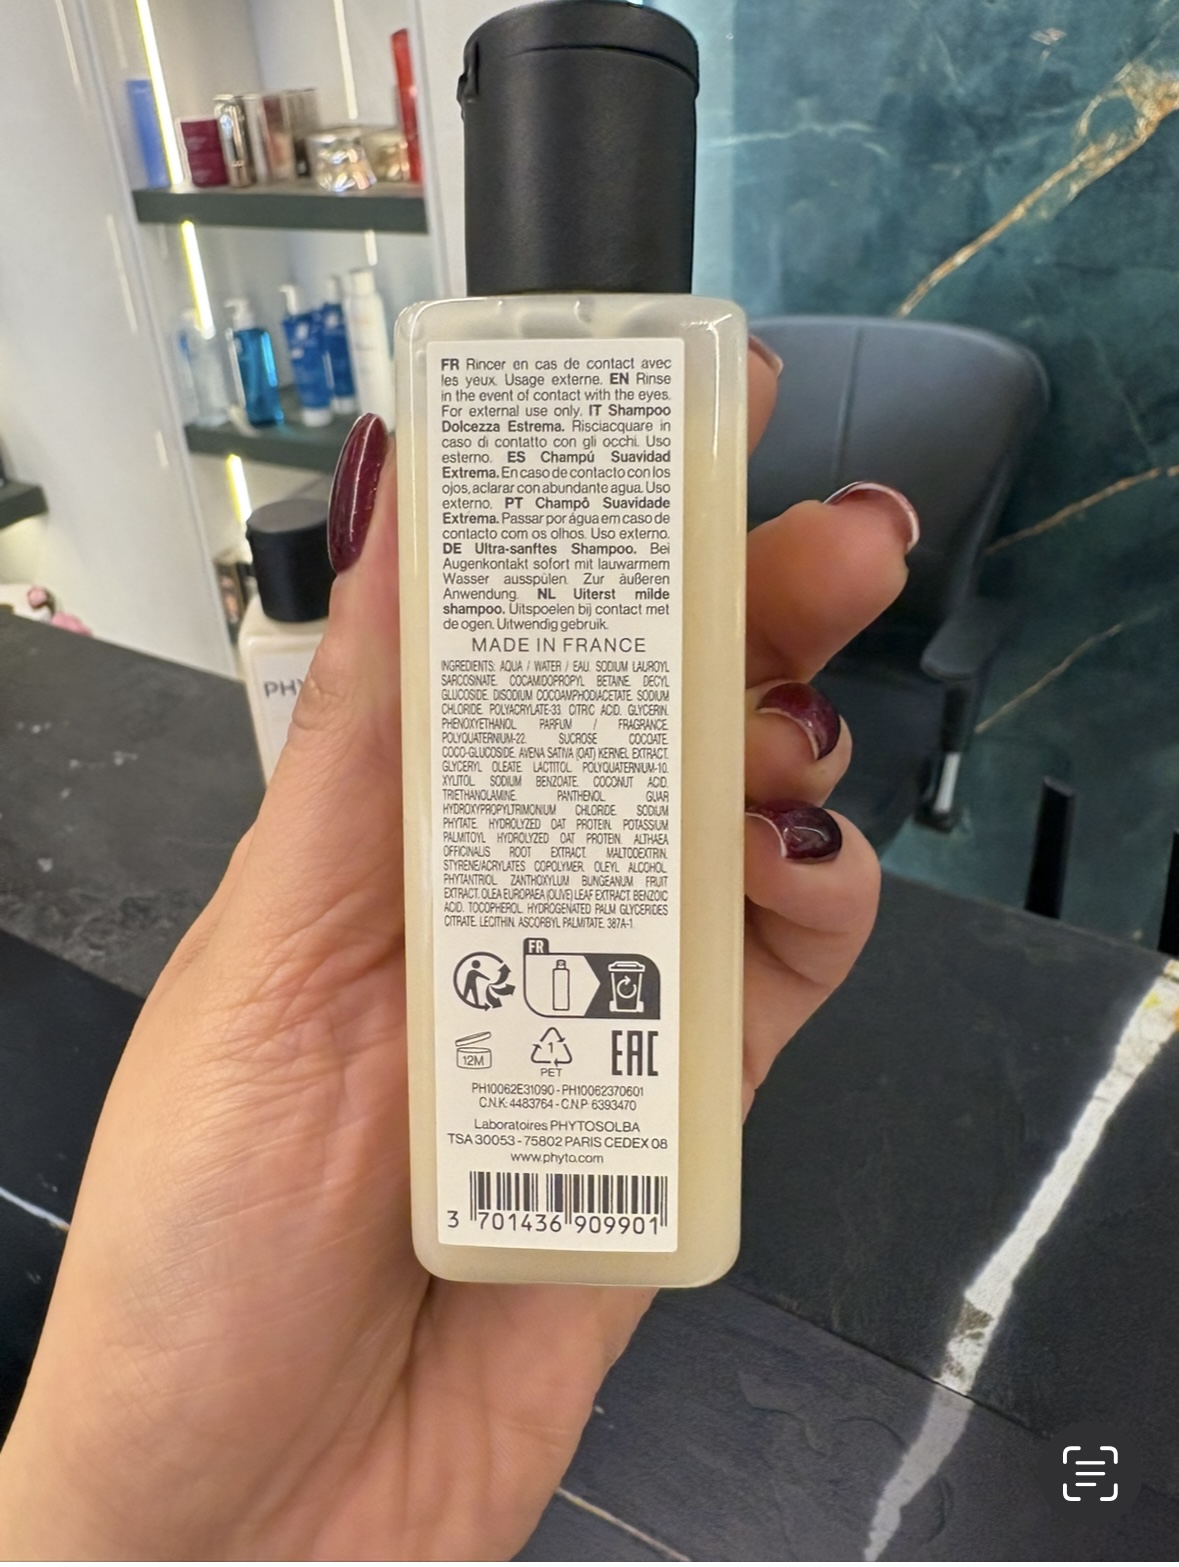 FR Rincer en cas de contact avec
les yeux. Usage externe. EN Rinse
in the event of contact with the eyes.
For external use only. IT Shampoo
Dolcezza Estrema. Risciacquare in
caso di contatto con gli occhi. Uso
esterno. ES Champú Suavidad
Extrema. En caso de contacto con los
ojos, aclarar con abundante agua. Uso
externo. PT Champô Suavidade
Extrema. Passar por água em caso de
contacto com os olhos. Uso externo.
DE Ultra-sanftes Shampoo. Bei
Augenkontakt sofort mit lauwarmem
Wasser ausspülen. Zur äußeren
Anwendung. NL Uiterst milde
shampoo. Uitspoelen bij contact met
de ogen. Uitwendig gebruik.
MADE IN FRANCE
INGREDIENTS: AQUA / WATER / EAU. SODIUM LAUROYL
SARCOSINATE. COCAMIDOPROPYL BETAINE. DECYL
GLUCOSIDE. DISODIUM COCOAMPHODIACETATE. SODIUM
CHLORIDE. POLYACRYLATE-33. CITRIC ACID. GLYCERIN.
PHENOXYETHANOL. PARFUM / FRAGRANCE.
POLYQUATERNIUM-22. SUCROSE COCOATE.
COCO-GLUCOSIDE. AVENA SATIVA (OAT) KERNEL EXTRACT.
GLYCERYL OLEATE. LACTITOL. POLYQUATERNIUM-10.
XYLITOL. SODIUM BENZOATE. COCONUT ACID.
TRIETHANOLAMINE. PANTHENOL. GUAR
HYDROXYPROPYLTRIMONIUM CHLORIDE. SODIUM
PHYTATE. HYDROLYZED OAT PROTEIN. POTASSIUM
PALMITOYL HYDROLYZED OAT PROTEIN. ALTHAEA
OFFICINALIS ROOT EXTRACT. MALTODEXTRIN.
STYRENE/ACRYLATES COPOLYMER. OLEYL ALCOHOL.
PHYTANTRIOL. ZANTHOXYLUM BUNGEANUM FRUIT
EXTRACT. OLEA EUROPAEA (OLIVE) LEAF EXTRACT. BENZOIC
ACID. TOCOPHEROL. HYDROGENATED PALM GLYCERIDES
CITRATE. LECITHIN. ASCORBYL PALMITATE. 387A-1
FR
12M
1
PET
EAC
PH10062E31090 - PH10062370601
C.N.K: 4483764 - C.N.P: 6393470
Laboratoires PHYTOSOLBA
TSA 30053 - 75802 PARIS CEDEX 08
www.phyto.com
3 701436 909901
PHY